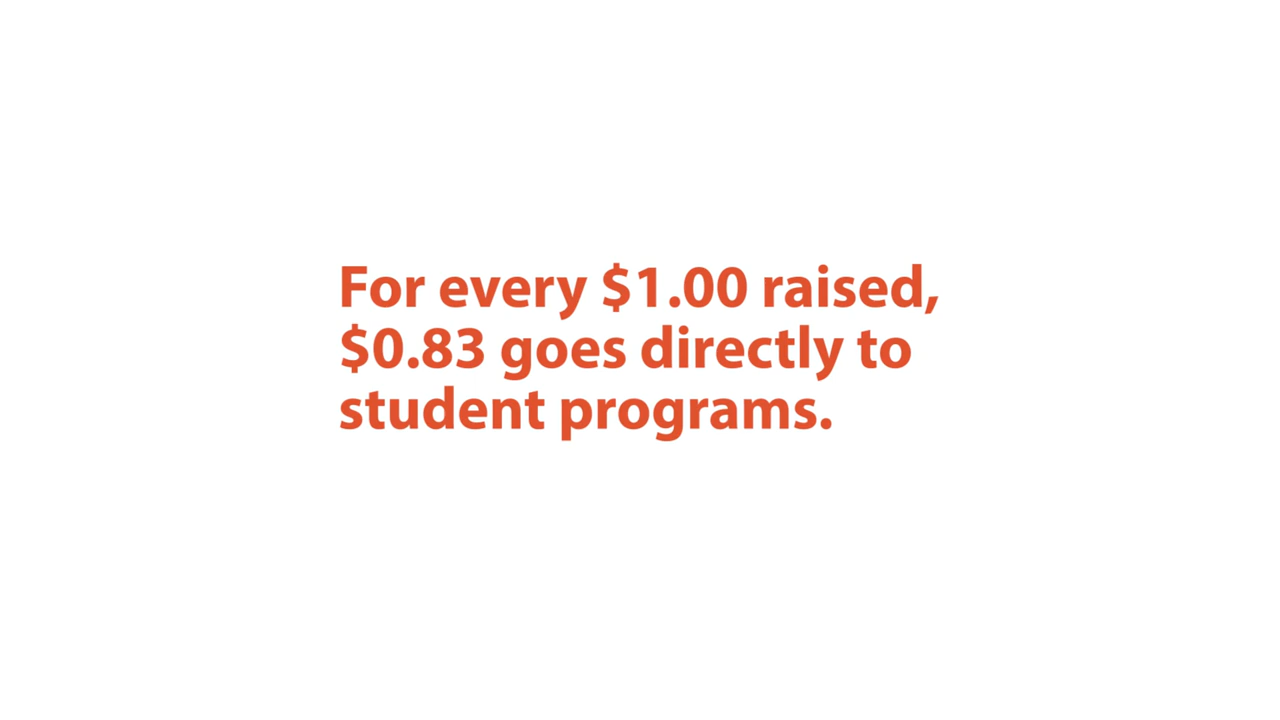 For every $1.00 raised,
$0.83 goes directly to
student programs.